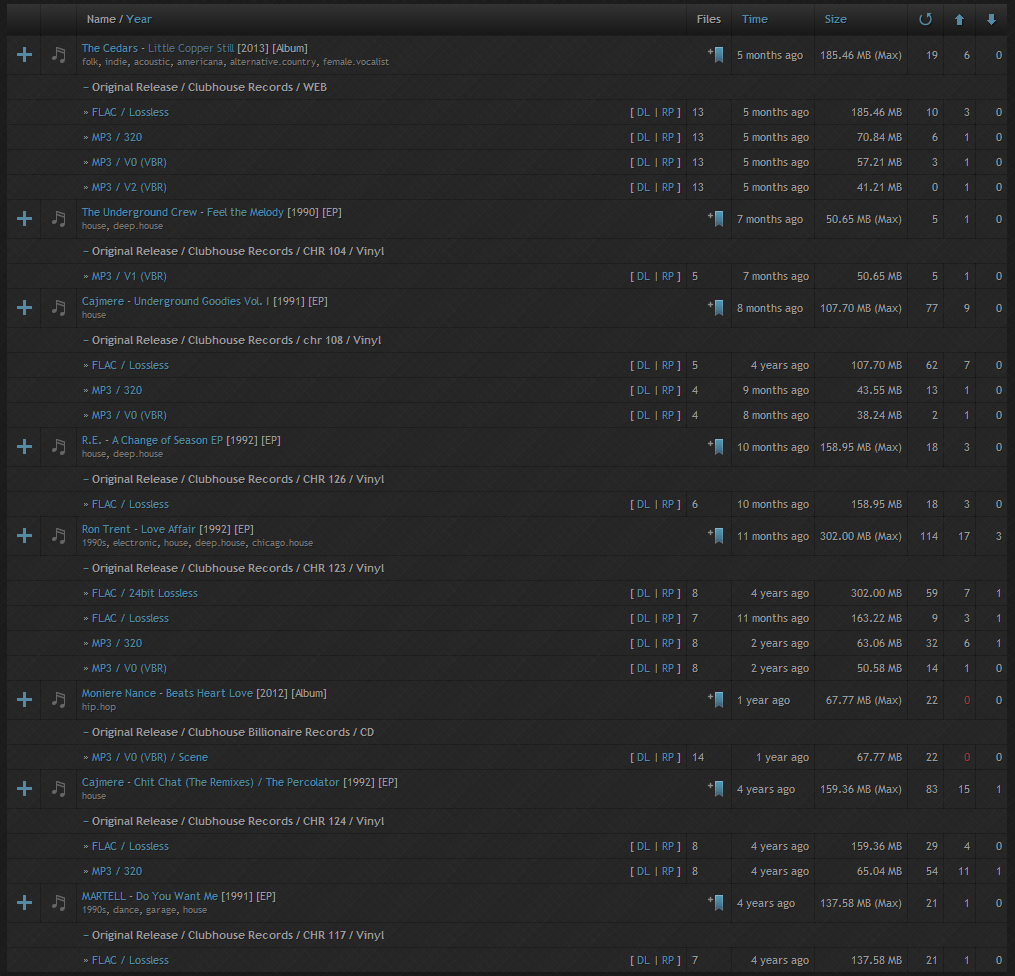 Name / Year Files Time Size
The Cedars - Little Copper Still [2013] [Album] 5 months ago 185.46 MB (Max) 19 6 0
folk, indie, acoustic, americana, alternative.country, female.vocalist
− Original Release / Clubhouse Records / WEB
» FLAC / Lossless [ DL | RP ] 13 5 months ago 185.46 MB 10 3 0
» MP3 / 320 [ DL | RP ] 13 5 months ago 70.84 MB 6 1 0
» MP3 / V0 (VBR) [ DL | RP ] 13 5 months ago 57.21 MB 3 1 0
» MP3 / V2 (VBR) [ DL | RP ] 13 5 months ago 41.21 MB 0 1 0
The Underground Crew - Feel the Melody [1990] [EP] 7 months ago 50.65 MB (Max) 5 1 0
house, deep.house
− Original Release / Clubhouse Records / CHR 104 / Vinyl
» MP3 / V1 (VBR) [ DL | RP ] 5 7 months ago 50.65 MB 5 1 0
Cajmere - Underground Goodies Vol. I [1991] [EP] 8 months ago 107.70 MB (Max) 77 9 0
house
− Original Release / Clubhouse Records / chr 108 / Vinyl
» FLAC / Lossless [ DL | RP ] 5 4 years ago 107.70 MB 62 7 0
» MP3 / 320 [ DL | RP ] 4 9 months ago 43.55 MB 13 1 0
» MP3 / V0 (VBR) [ DL | RP ] 4 8 months ago 38.24 MB 2 1 0
R.E. - A Change of Season EP [1992] [EP] 10 months ago 158.95 MB (Max) 18 3 0
house, deep.house
− Original Release / Clubhouse Records / CHR 126 / Vinyl
» FLAC / Lossless [ DL | RP ] 6 10 months ago 158.95 MB 18 3 0
Ron Trent - Love Affair [1992] [EP] 11 months ago 302.00 MB (Max) 114 17 3
1990s, electronic, house, deep.house, chicago.house
− Original Release / Clubhouse Records / CHR 123 / Vinyl
» FLAC / 24bit Lossless [ DL | RP ] 8 4 years ago 302.00 MB 59 7 1
» FLAC / Lossless [ DL | RP ] 7 11 months ago 163.22 MB 9 3 1
» MP3 / 320 [ DL | RP ] 8 2 years ago 63.06 MB 32 6 1
» MP3 / V0 (VBR) [ DL | RP ] 8 2 years ago 50.58 MB 14 1 0
Moniere Nance - Beats Heart Love [2012] [Album] 1 year ago 67.77 MB (Max) 22 0 0
hip.hop
− Original Release / Clubhouse Billionaire Records / CD
» MP3 / V0 (VBR) / Scene [ DL | RP ] 14 1 year ago 67.77 MB 22 0 0
Cajmere - Chit Chat (The Remixes) / The Percolator [1992] [EP] 4 years ago 159.36 MB (Max) 83 15 1
house
− Original Release / Clubhouse Records / CHR 124 / Vinyl
» FLAC / Lossless [ DL | RP ] 8 4 years ago 159.36 MB 29 4 0
» MP3 / 320 [ DL | RP ] 8 4 years ago 65.04 MB 54 11 1
MARTELL - Do You Want Me [1991] [EP] 4 years ago 137.58 MB (Max) 21 1 0
1990s, dance, garage, house
− Original Release / Clubhouse Records / CHR 117 / Vinyl
» FLAC / Lossless [ DL | RP ] 7 4 years ago 137.58 MB 21 1 0